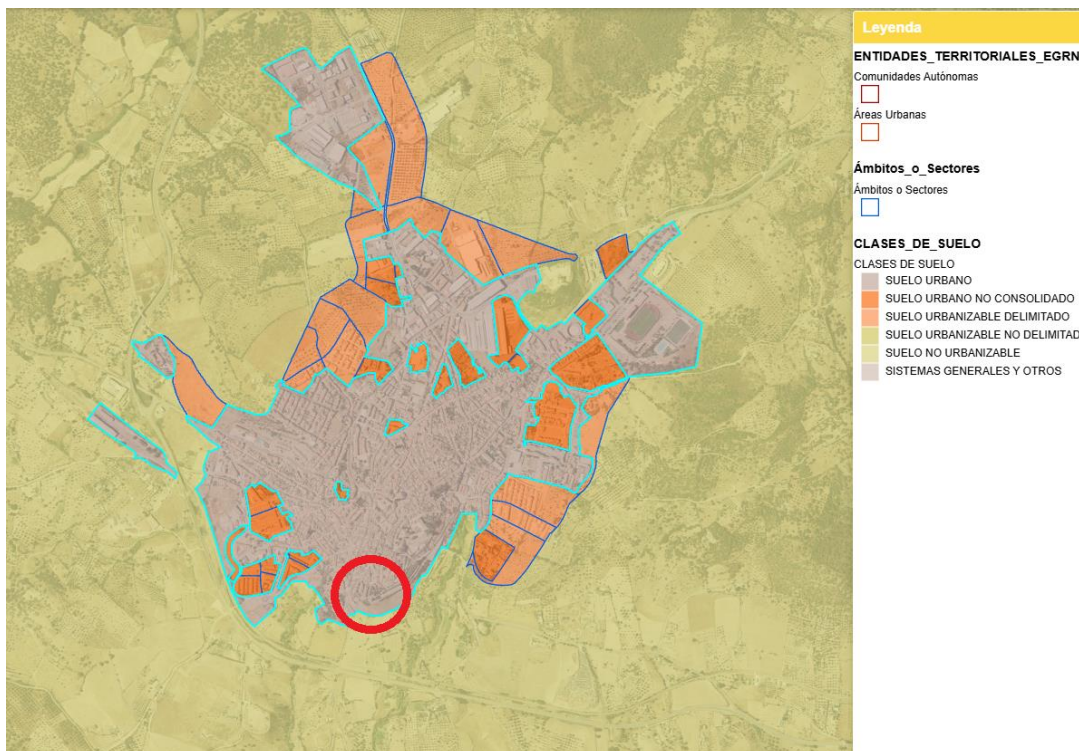 Leyenda
ENTIDADES_TERRITORIALES_EGRN
Comunidades Autónomas
Áreas Urbanas
Ámbitos_o_Sectores
Ámbitos o Sectores
CLASES_DE_SUELO
CLASES DE SUELO
SUELO URBANO
SUELO URBANO NO CONSOLIDADO
SUELO URBANIZABLE DELIMITADO
SUELO URBANIZABLE NO DELIMITAD
SUELO NO URBANIZABLE
SISTEMAS GENERALES Y OTROS